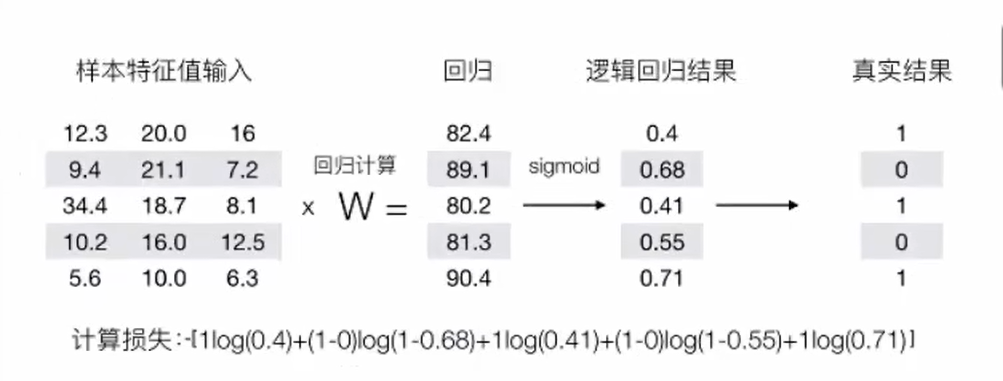 样本特征值输入 回归 逻辑回归结果 真实结果
12.3 20.0 16 82.4 0.4 1
9.4 21.1 7.2 回归计算 89.1 sigmoid 0.68 0
34.4 18.7 8.1 x W = 80.2 0.41 1
10.2 16.0 12.5 81.3 0.55 0
5.6 10.0 6.3 90.4 0.71 1
计算损失:-[1log(0.4)+(1-0)log(1-0.68)+1log(0.41)+(1-0)log(1-0.55)+1log(0.71)]